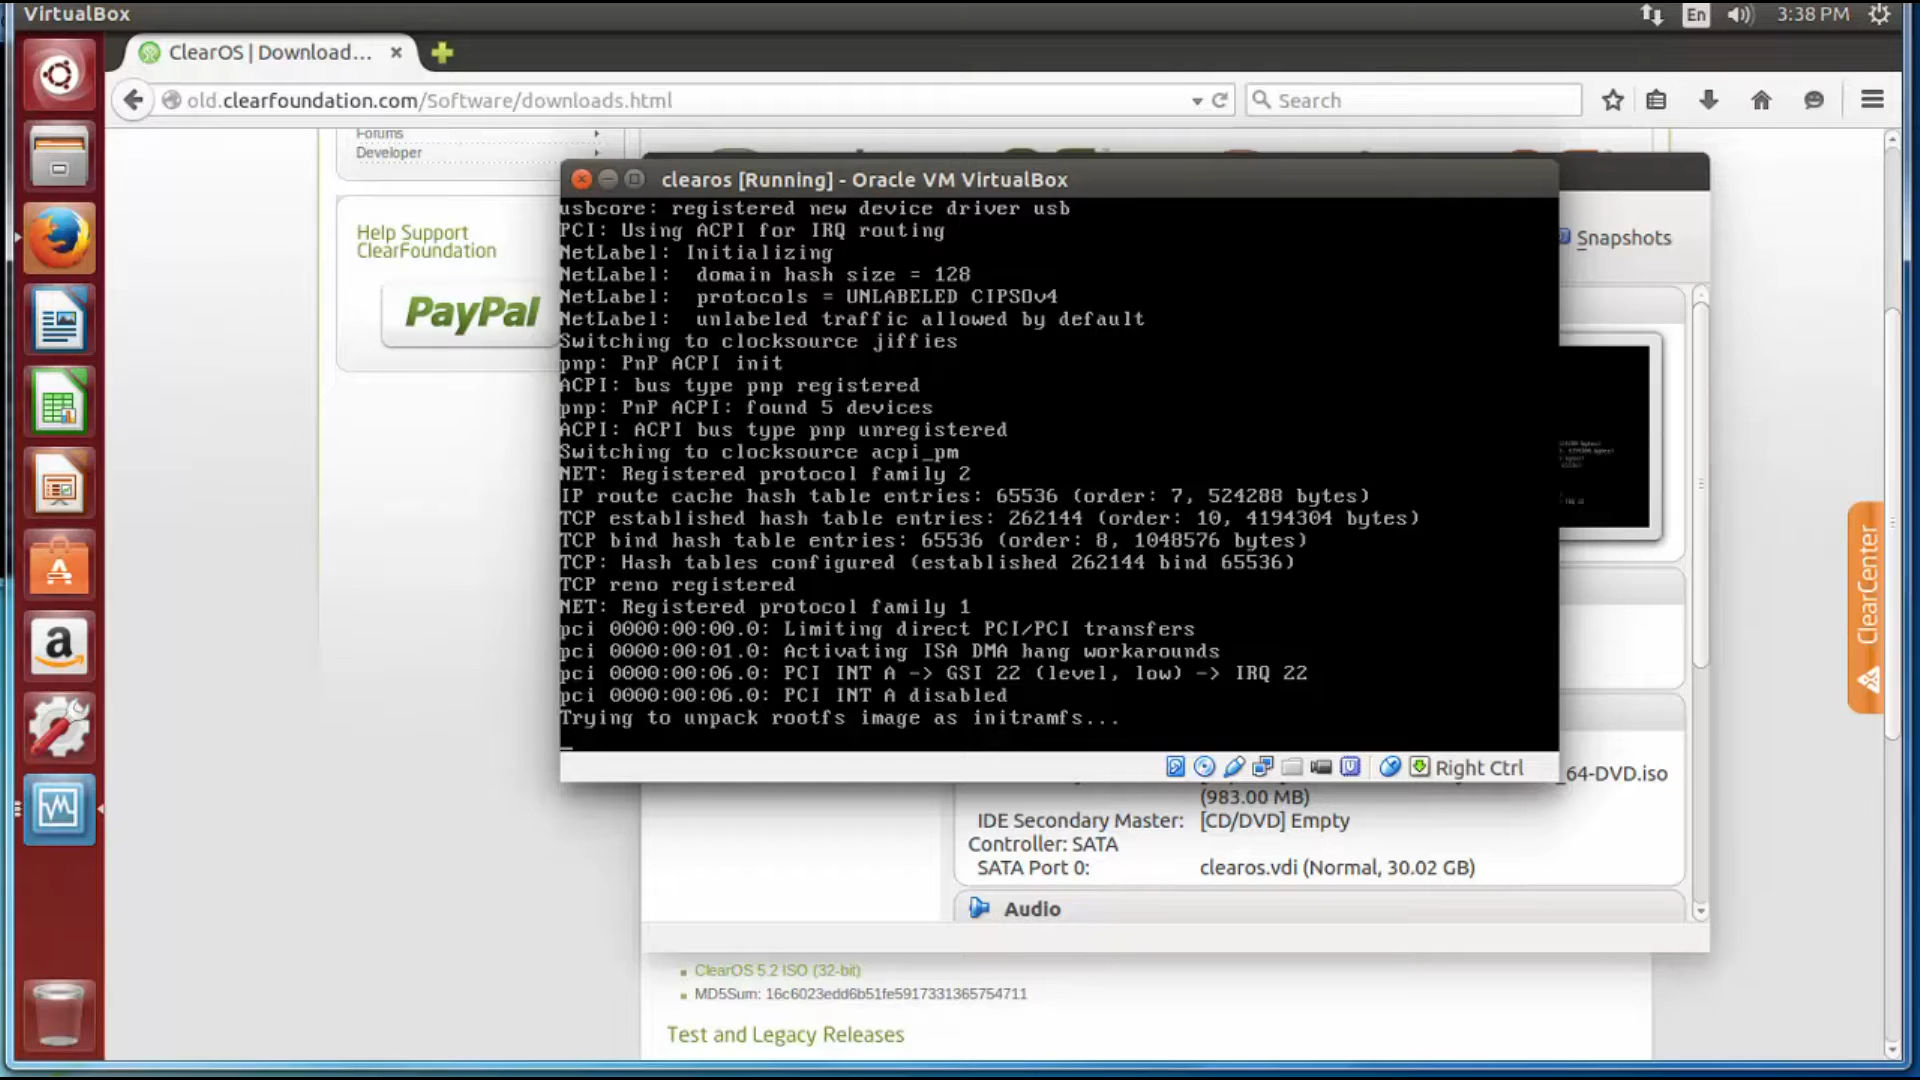 VirtualBox
En
3:38 PM
ClearOS | Download...
old.clearfoundation.com/Software/downloads.html
Search
Forums
Developer
Help Support
ClearFoundation
PayPal
clearos [Running] - Oracle VM VirtualBox
usbcore: registered new device driver usb
PCI: Using ACPI for IRQ routing
NetLabel: Initializing
NetLabel:  domain hash size = 128
NetLabel:  protocols = UNLABELED CIPSOv4
NetLabel:  unlabeled traffic allowed by default
Switching to clocksource jiffies
pnp: PnP ACPI init
ACPI: bus type pnp registered
pnp: PnP ACPI: found 5 devices
ACPI: ACPI bus type pnp unregistered
Switching to clocksource acpi_pm
NET: Registered protocol family 2
IP route cache hash table entries: 65536 (order: 7, 524288 bytes)
TCP established hash table entries: 262144 (order: 10, 4194304 bytes)
TCP bind hash table entries: 65536 (order: 8, 1048576 bytes)
TCP: Hash tables configured (established 262144 bind 65536)
TCP reno registered
NET: Registered protocol family 1
pci 0000:00:00.0: Limiting direct PCI/PCI transfers
pci 0000:00:01.0: Activating ISA DMA hang workarounds
pci 0000:00:06.0: PCI INT A -> GSI 22 (level, low) -> IRQ 22
pci 0000:00:06.0: PCI INT A disabled
Trying to unpack rootfs image as initramfs...
Right Ctrl
Snapshots
ClearCenter
_64-DVD.iso
(983.00 MB)
IDE Secondary Master: [CD/DVD] Empty
Controller: SATA
SATA Port 0: clearos.vdi (Normal, 30.02 GB)
Audio
ClearOS 5.2 ISO (32-bit)
MD5Sum: 16c6023edd6b51fe5917331365754711
Test and Legacy Releases